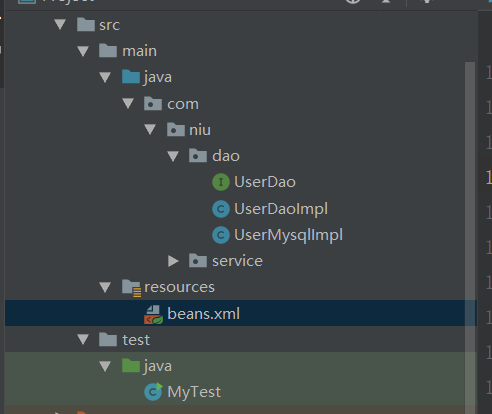 src
main
java
com
niu
dao
UserDao
UserDaoImpl
UserMysqlImpl
service
resources
beans.xml
test
java
MyTest